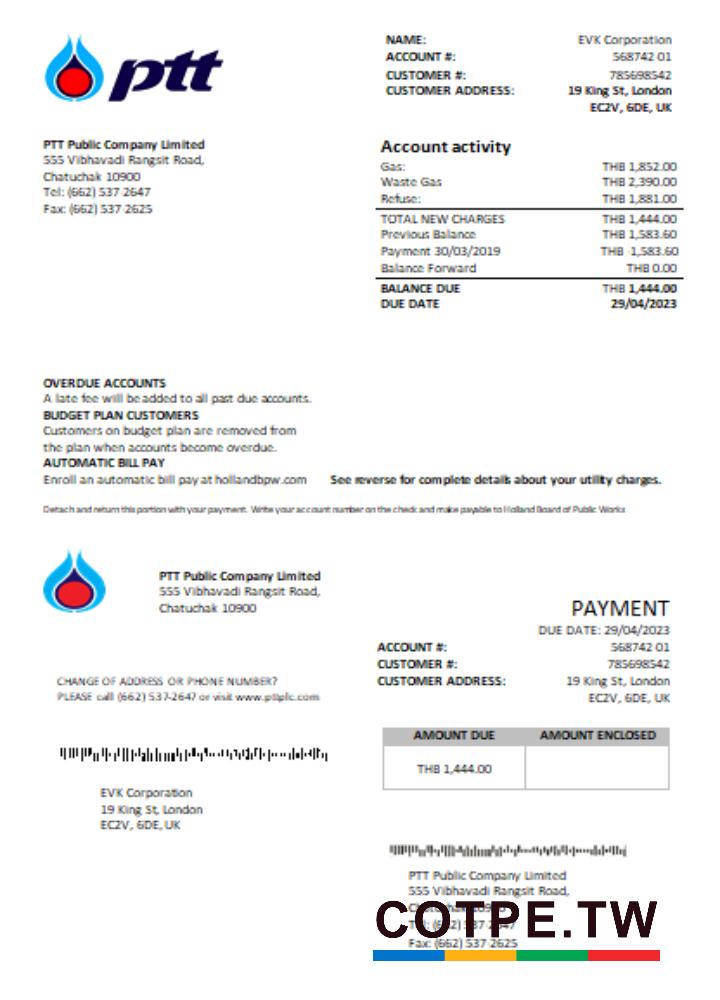 ptt
NAME: EVK Corporation
ACCOUNT #: 568742 01
CUSTOMER #: 785698542
CUSTOMER ADDRESS: 19 King St, London
EC2V, 6DE, UK
PTT Public Company Limited
555 Vibhavadi Rangsit Road,
Chatuchak 10900
Tel: (662) 537 2647
Fax: (662) 537 2625
Account activity
Gas: THB 1,852.00
Waste Gas THB 2,390.00
Refuse: THB 1,881.00
TOTAL NEW CHARGES THB 1,444.00
Previous Balance THB 1,583.60
Payment 30/03/2019 THB -1,583.60
Balance Forward THB 0.00
BALANCE DUE THB 1,444.00
DUE DATE 29/04/2023
OVERDUE ACCOUNTS
A late fee will be added to all past due accounts.
BUDGET PLAN CUSTOMERS
Customers on budget plan are removed from
the plan when accounts become overdue.
AUTOMATIC BILL PAY
Enroll an automatic bill pay at hollandbpw.com See reverse for complete details about your utility charges.
Detach and return this portion with your payment. Write your account number on the check and make payable to Holland Board of Public Works
PTT Public Company Limited
555 Vibhavadi Rangsit Road,
Chatuchak 10900
PAYMENT
DUE DATE: 29/04/2023
ACCOUNT #: 568742 01
CUSTOMER #: 785698542
CUSTOMER ADDRESS: 19 King St, London
EC2V, 6DE, UK
CHANGE OF ADDRESS OR PHONE NUMBER?
PLEASE call (662) 537-2647 or visit www.pttplc.com
AMOUNT DUE AMOUNT ENCLOSED
THB 1,444.00
EVK Corporation
19 King St, London
EC2V, 6DE, UK
PTT Public Company Limited
555 Vibhavadi Rangsit Road,
COTPE.TW
Fax: (662) 537 2625